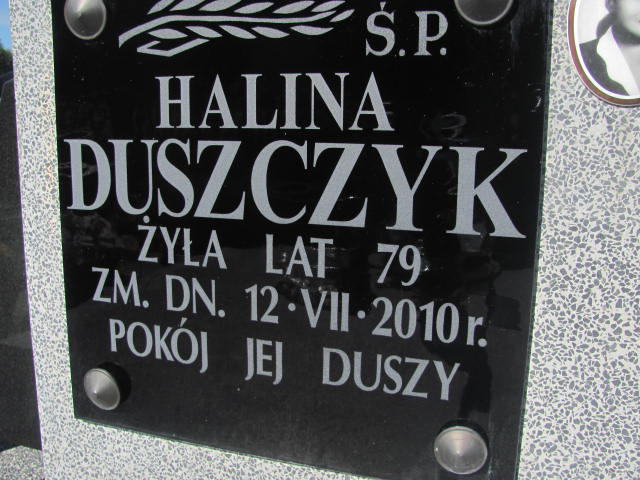 Ś.P.
HALINA
DUSZCZYK
ŻYŁA LAT 79
ZM. DN. 12·VII·2010 r.
POKÓJ JEJ DUSZY